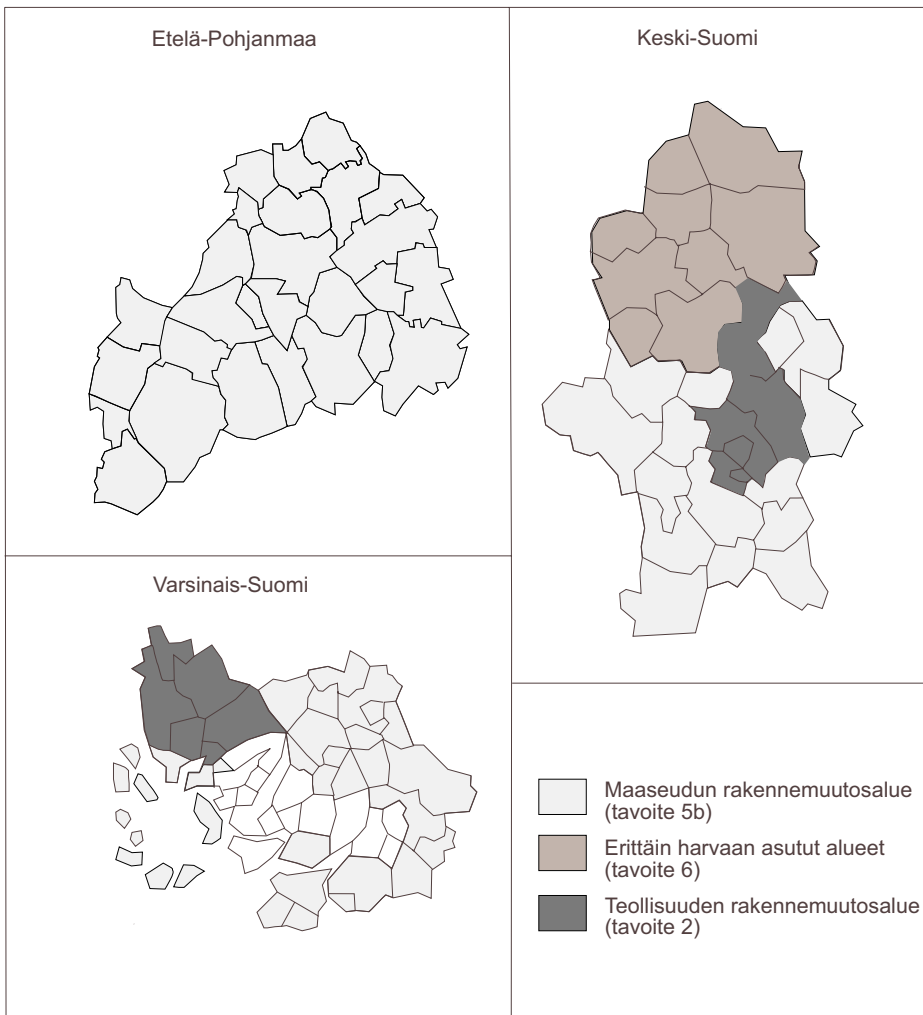 Etelä-Pohjanmaa
Keski-Suomi
Varsinais-Suomi
Maaseudun rakennemuutosalue
(tavoite 5b)
Erittäin harvaan asutut alueet
(tavoite 6)
Teollisuuden rakennemuutosalue
(tavoite 2)